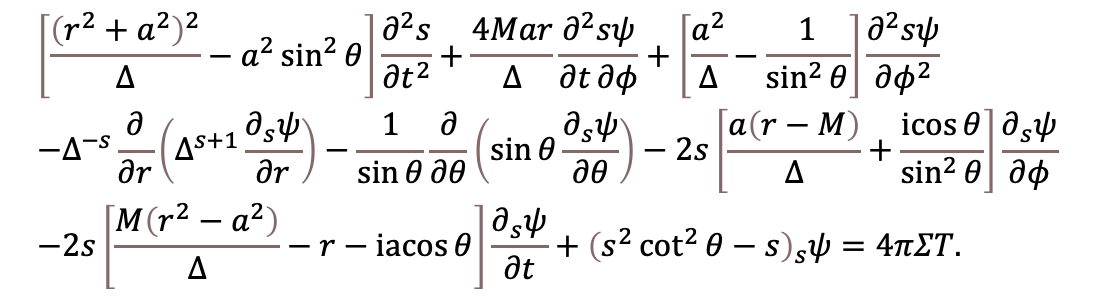 [(r² + a²)²/Δ − a² sin² θ] ∂²s/∂t² + 4Mar/Δ ∂²sψ/∂t ∂ϕ + [a²/Δ − 1/sin² θ] ∂²sψ/∂ϕ²
−Δ⁻ˢ ∂/∂r (Δˢ⁺¹ ∂ₛψ/∂r) − 1/sin θ ∂/∂θ (sin θ ∂ₛψ/∂θ) − 2s [a(r − M)/Δ + icos θ/sin² θ] ∂ₛψ/∂ϕ
−2s [M(r² − a²)/Δ − r − iacos θ] ∂ₛψ/∂t + (s² cot² θ − s)ₛψ = 4πΣT.